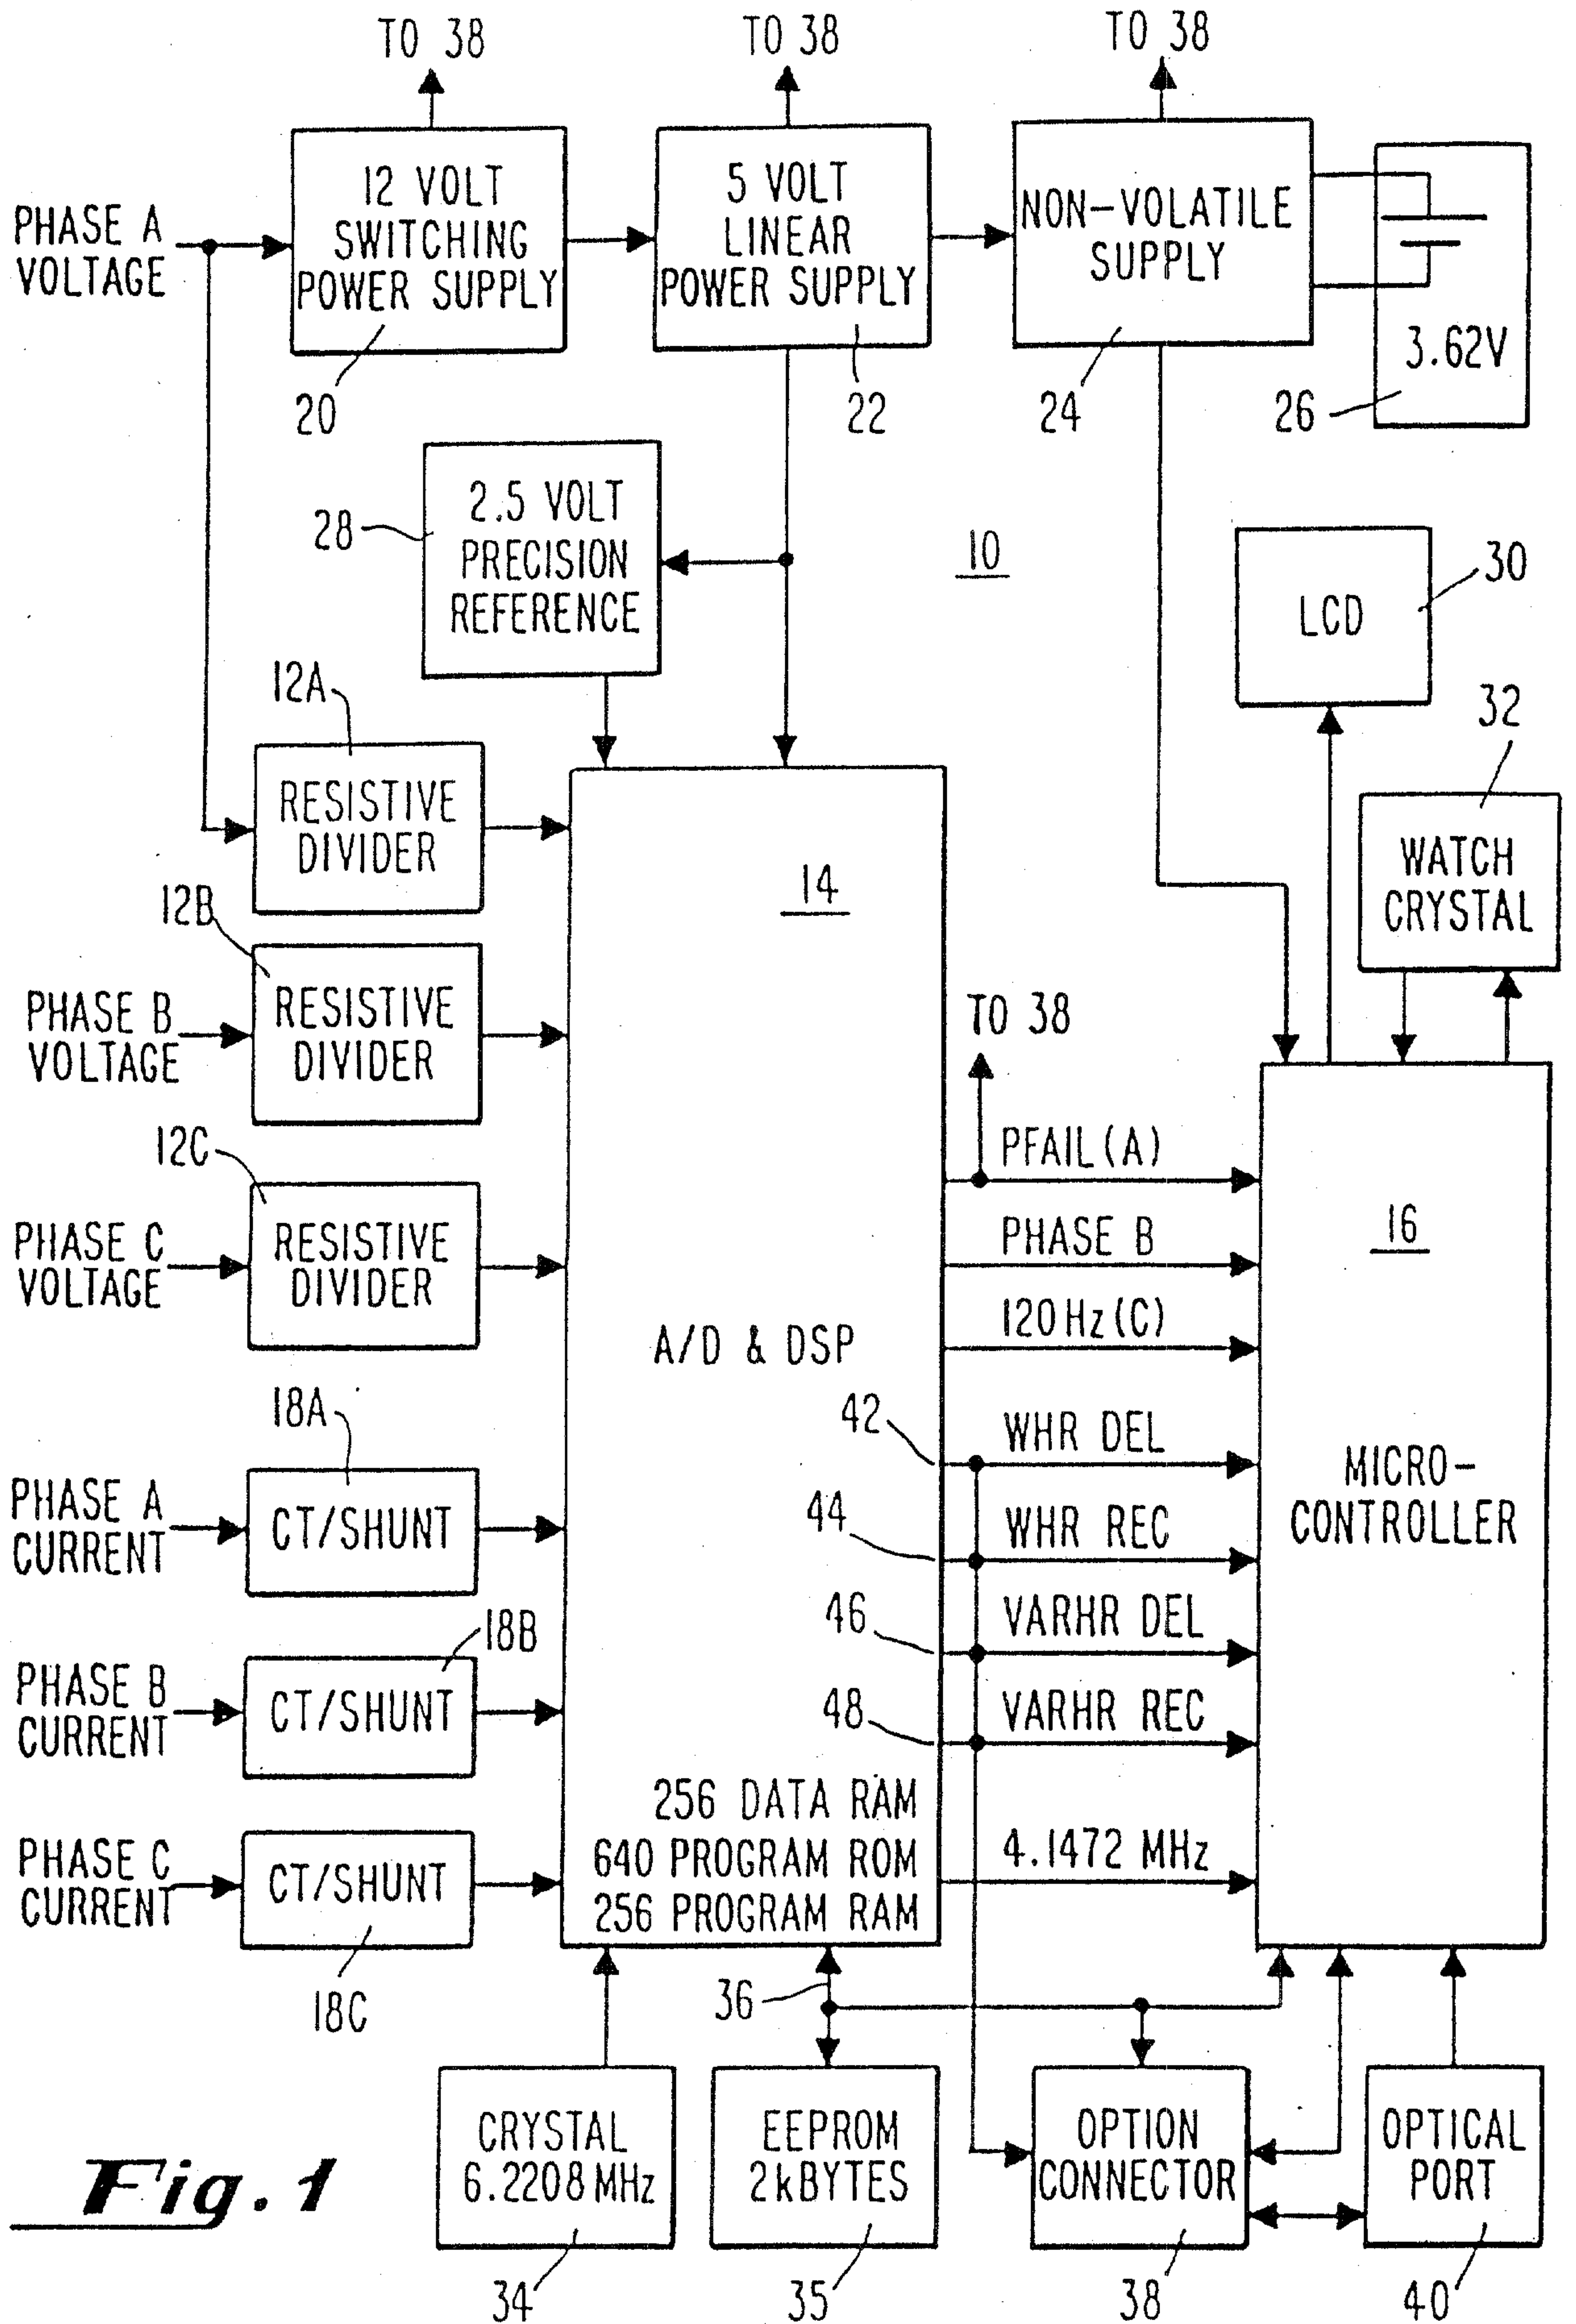 TO 38
TO 38
TO 38
PHASE A
VOLTAGE
12 VOLT
SWITCHING
POWER SUPPLY
20
5 VOLT
LINEAR
POWER SUPPLY
22
NON-VOLATILE
SUPPLY
24
3.62V
26
2.5 VOLT
PRECISION
REFERENCE
28
10
LCD
30
12A
RESISTIVE
DIVIDER
32
WATCH
CRYSTAL
14
12B
PHASE B
VOLTAGE
RESISTIVE
DIVIDER
TO 38
12C
PHASE C
VOLTAGE
RESISTIVE
DIVIDER
A/D & DSP
PFAIL(A)
PHASE B
120Hz(C)
16
MICRO-
CONTROLLER
18A
PHASE A
CURRENT
CT/SHUNT
42
WHR DEL
44
WHR REC
46
VARHR DEL
48
VARHR REC
18B
PHASE B
CURRENT
CT/SHUNT
256 DATA RAM
640 PROGRAM ROM
256 PROGRAM RAM
4.1472 MHz
PHASE C
CURRENT
CT/SHUNT
18C
36
CRYSTAL
6.2208MHz
34
EEPROM
2kBYTES
35
OPTION
CONNECTOR
38
OPTICAL
PORT
40
Fig. 1